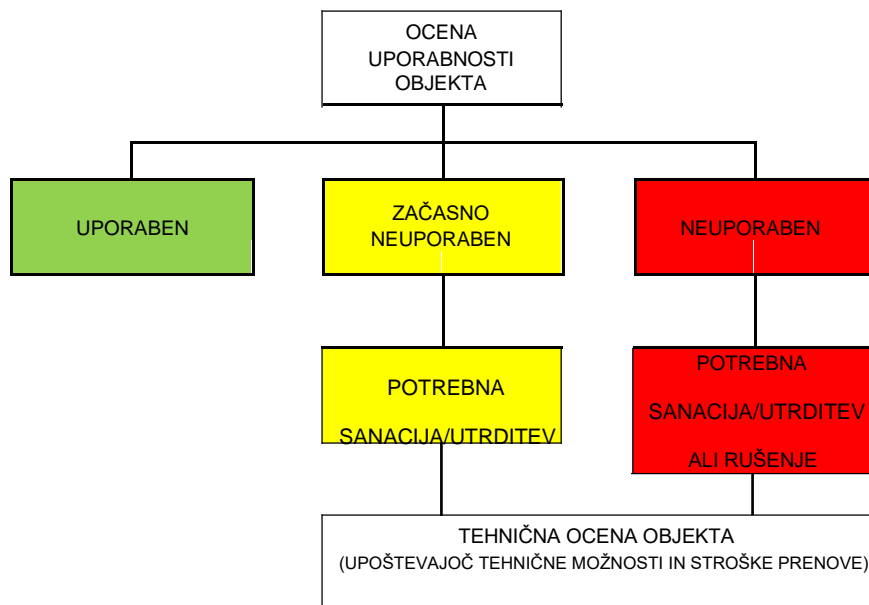 OCENA
UPORABNOSTI
OBJEKTA
UPORABEN
ZAČASNO
NEUPORABEN
NEUPORABEN
POTREBNA
SANACIJA/UTRDITEV
POTREBNA
SANACIJA/UTRDITEV
ALI RUŠENJE
TEHNIČNA OCENA OBJEKTA
(UPOŠTEVAJOČ TEHNIČNE MOŽNOSTI IN STROŠKE PRENOVE)